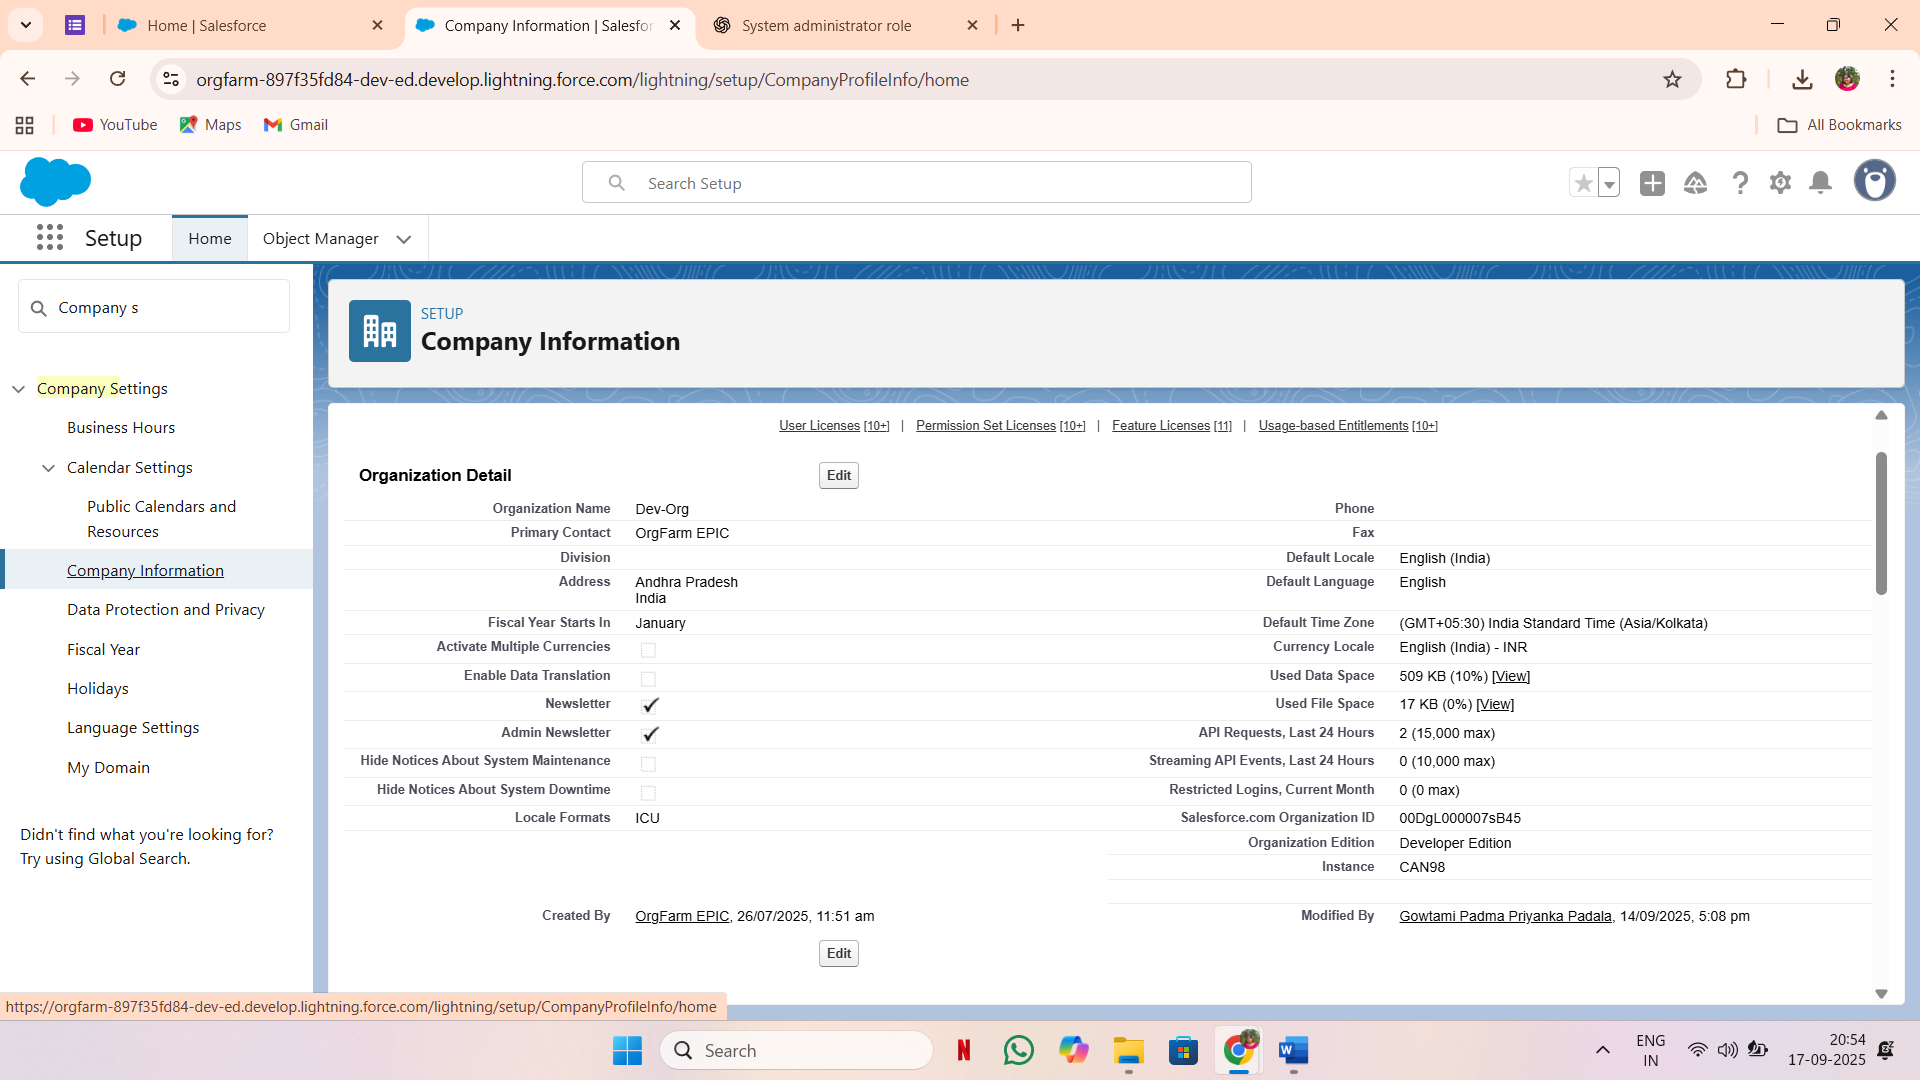 Home | Salesforce
Company Information | Salesfor
System administrator role
orgfarm-897f35fd84-dev-ed.develop.lightning.force.com/lightning/setup/CompanyProfileInfo/home
YouTube
Maps
Gmail
All Bookmarks
Search Setup
Setup
Home
Object Manager
Company s
Company Settings
Business Hours
Calendar Settings
Public Calendars and
Resources
Company Information
Data Protection and Privacy
Fiscal Year
Holidays
Language Settings
My Domain
Didn't find what you're looking for?
Try using Global Search.
SETUP
Company Information
User Licenses [10+] | Permission Set Licenses [10+] | Feature Licenses [11] | Usage-based Entitlements [10+]
Organization Detail
Edit
Organization Name Dev-Org
Primary Contact OrgFarm EPIC
Division
Address Andhra Pradesh
India
Fiscal Year Starts In January
Activate Multiple Currencies
Enable Data Translation
Newsletter
Admin Newsletter
Hide Notices About System Maintenance
Hide Notices About System Downtime
Locale Formats ICU
Phone
Fax
Default Locale English (India)
Default Language English
Default Time Zone (GMT+05:30) India Standard Time (Asia/Kolkata)
Currency Locale English (India) - INR
Used Data Space 509 KB (10%) [View]
Used File Space 17 KB (0%) [View]
API Requests, Last 24 Hours 2 (15,000 max)
Streaming API Events, Last 24 Hours 0 (10,000 max)
Restricted Logins, Current Month 0 (0 max)
Salesforce.com Organization ID 00DgL000007sB45
Organization Edition Developer Edition
Instance CAN98
Created By OrgFarm EPIC, 26/07/2025, 11:51 am
Modified By Gowtami Padma Priyanka Padala, 14/09/2025, 5:08 pm
Edit
https://orgfarm-897f35fd84-dev-ed.develop.lightning.force.com/lightning/setup/CompanyProfileInfo/home
Search
ENG
IN
20:54
17-09-2025